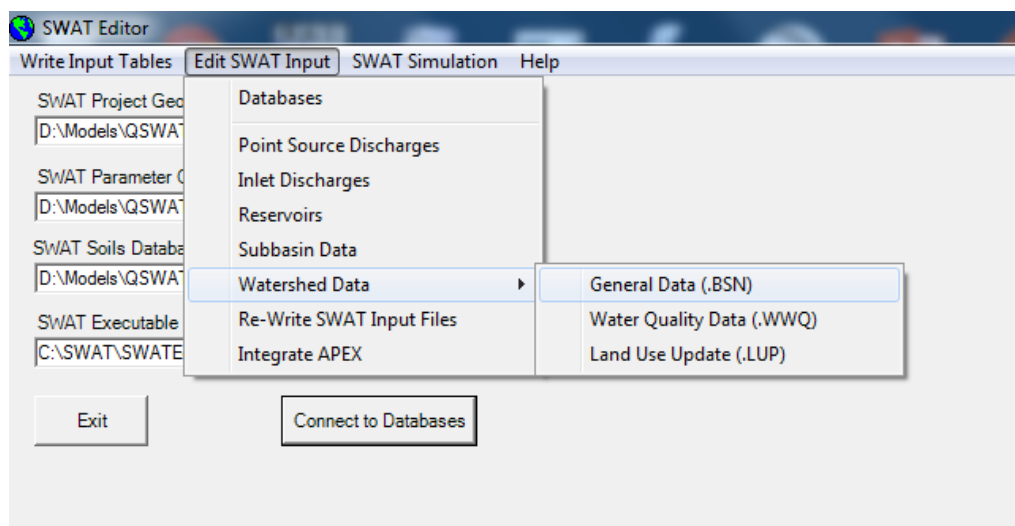 SWAT Editor
Write Input Tables Edit SWAT Input SWAT Simulation Help
SWAT Project Geo
D:\Models\QSWAT
SWAT Parameter
D:\Models\QSWAT
SWAT Soils Databa
D:\Models\QSWAT
SWAT Executable
C:\SWAT\SWATE
Databases
Point Source Discharges
Inlet Discharges
Reservoirs
Subbasin Data
Watershed Data
Re-Write SWAT Input Files
Integrate APEX
General Data (.BSN)
Water Quality Data (.WWQ)
Land Use Update (.LUP)
Exit
Connect to Databases